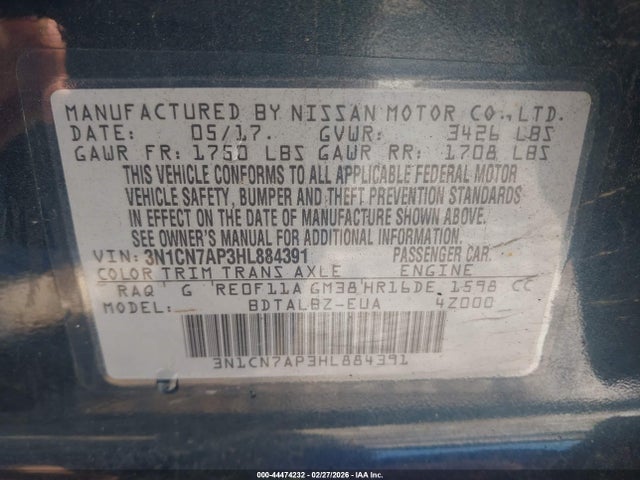 MANUFACTURED BY NISSAN MOTOR CO., LTD.
DATE: 05/17. GVWR: 3426 LBS
GAWR FR: 1750 LBS GAWR RR: 1708 LBS
THIS VEHICLE CONFORMS TO ALL APPLICABLE FEDERAL MOTOR
VEHICLE SAFETY, BUMPER AND THEFT PREVENTION STANDARDS
IN EFFECT ON THE DATE OF MANUFACTURE SHOWN ABOVE.
SEE OWNER'S MANUAL FOR ADDITIONAL INFORMATION.
VIN: 3N1CN7AP3HL884391 PASSENGER CAR.
COLOR TRIM TRANS AXLE ENGINE
RAQ G RE0F11A GM38 HR16DE 1598 CC
MODEL: BDTALBZ-EUA 4Z000
3N1CN7AP3HL884391
000-44474232 - 02/27/2026 - IAA Inc.